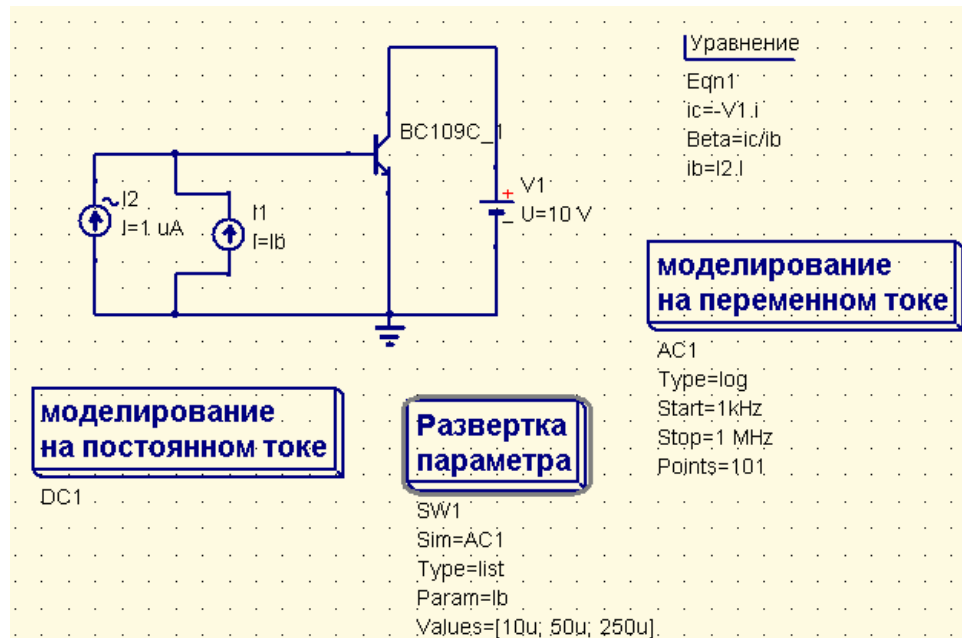 BC109C_1
I2
I=1 uA
I1
I=Ib
V1
U=10 V
Уравнение
Eqn1
ic=-V1.i
Beta=ic/ib
ib=I2.I
моделирование
на переменном токе
AC1
Type=log
Start=1kHz
Stop=1 MHz
Points=101
моделирование
на постоянном токе
DC1
Развертка
параметра
SW1
Sim=AC1
Type=list
Param=Ib
Values=[10u; 50u; 250u]